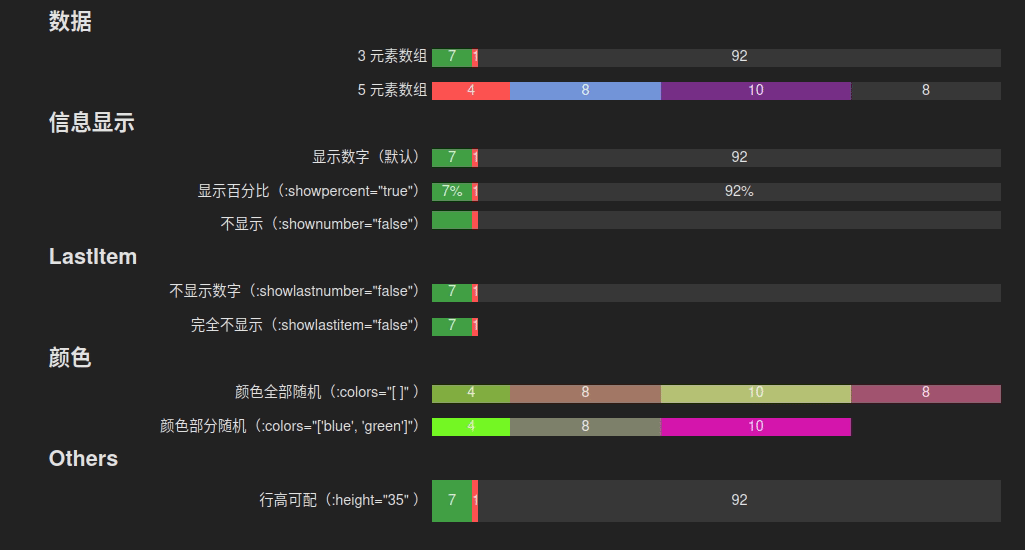 数据
3 元素数组 7 1 92
5 元素数组 4 8 10 8
信息显示
显示数字（默认） 7 1 92
显示百分比（:showpercent="true"） 7% 1 92%
不显示（:shownumber="false"）
LastItem
不显示数字（:showlastnumber="false"） 7 1
完全不显示（:showlastitem="false"） 7 1
颜色
颜色全部随机（:colors="[ ]" ） 4 8 10 8
颜色部分随机（:colors="['blue', 'green']"） 4 8 10
Others
行高可配（:height="35" ） 7 1 92